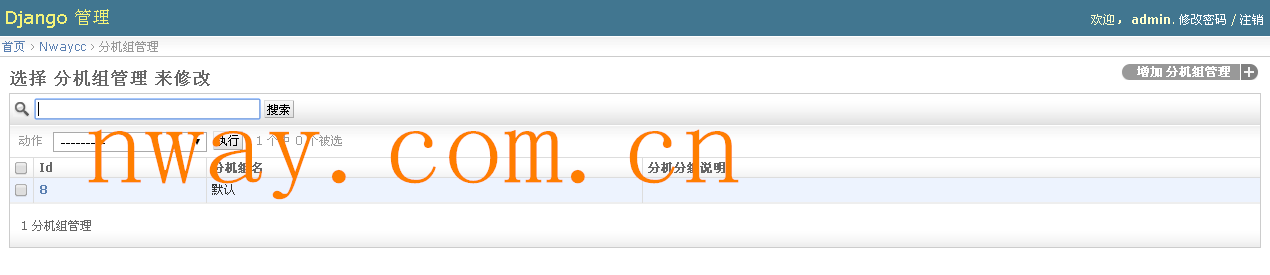 Django 管理
欢迎， admin. 修改密码 / 注销
首页 › Nwaycc › 分机组管理
选择 分机组管理 来修改
增加 分机组管理
搜索
动作 --------- 执行 1 个中 0 个被选
nway.com.cn
Id 分机组名 分机分组说明
8 默认
1 分机组管理